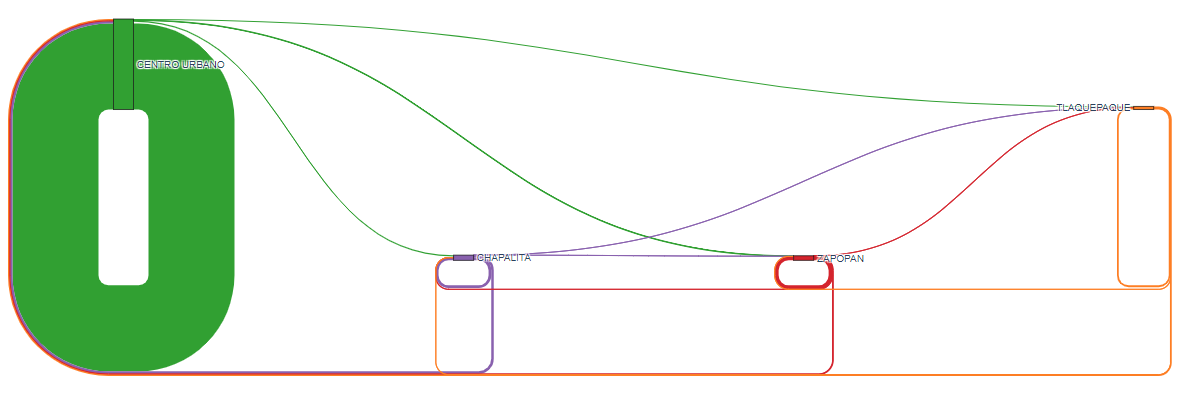 CENTRO URBANO
TLAQUEPAQUE
CHAPALITA
ZAPOPAN